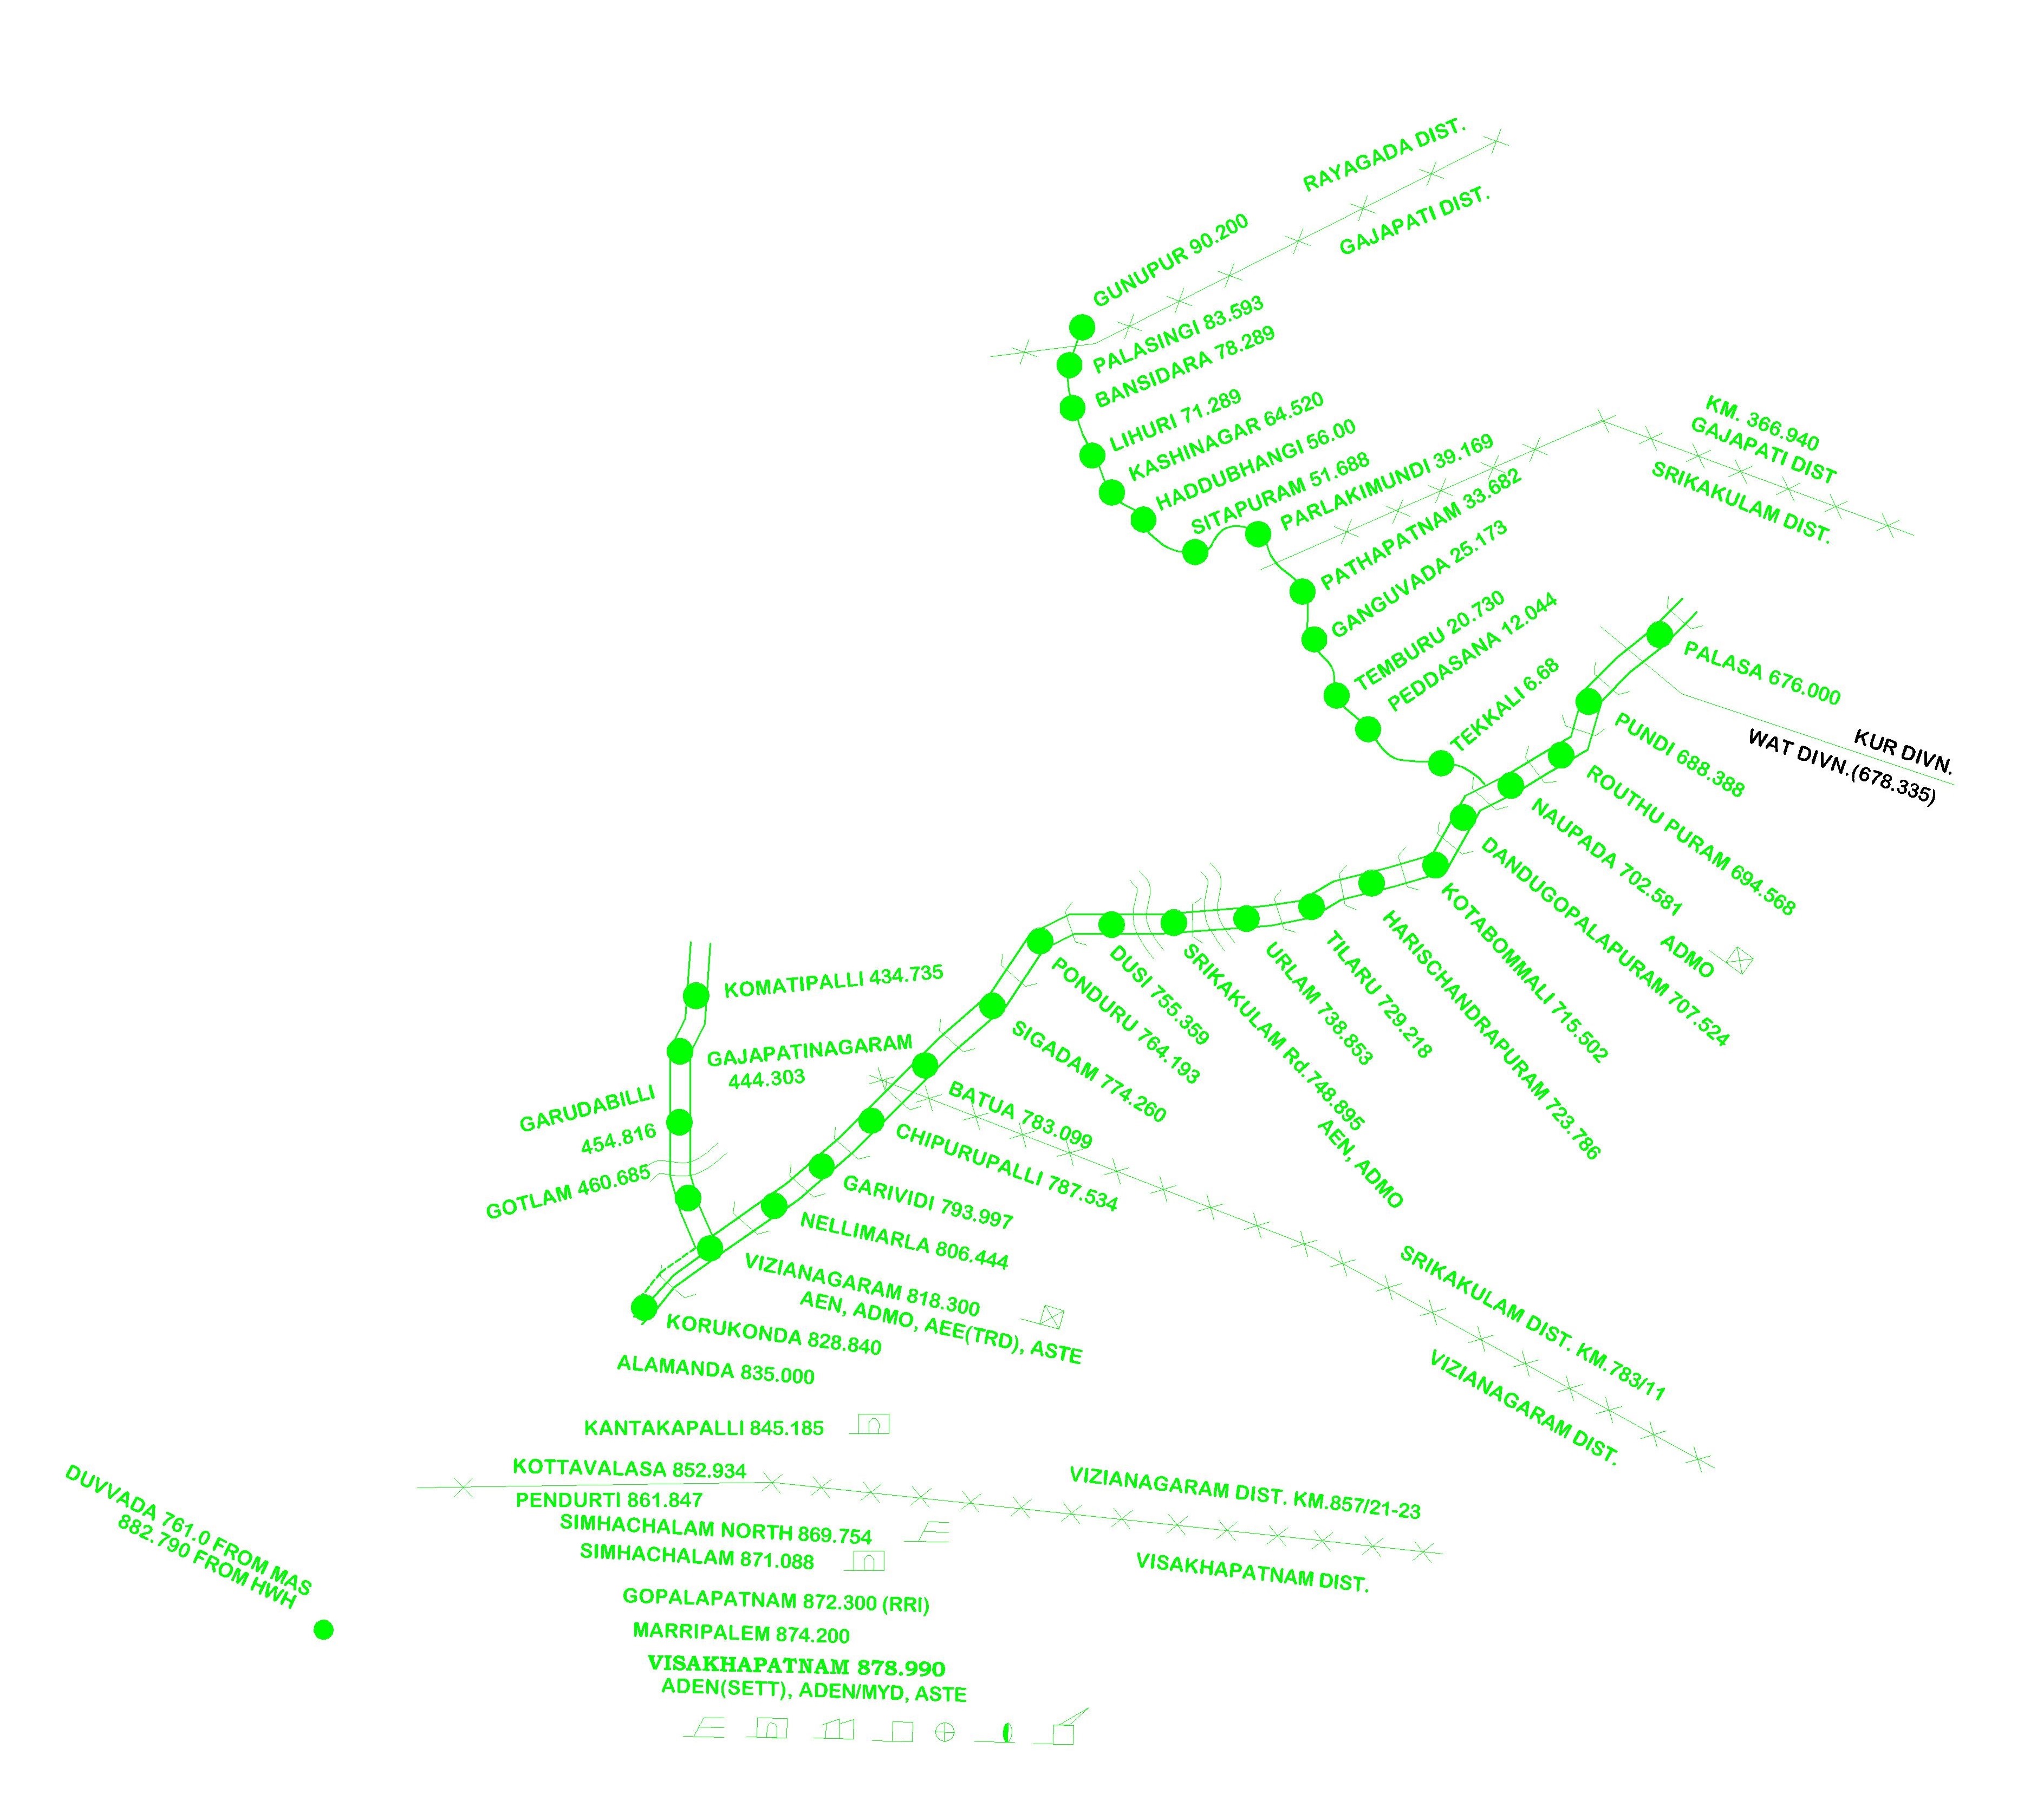 RAYAGADA DIST.
GAJAPATI DIST.
GUNUPUR 90.200
PALASINGI 83.593
BANSIDARA 78.289
LIHURI 71.289
KASHINAGAR 64.520
HADDUBHANGI 56.00
SITAPURAM 51.688
PARLAKIMUNDI 39.169
PATHAPATNAM 33.682
GANGUVADA 25.173
TEMBURU 20.730
PEDDASANA 12.044
TEKKALI 6.68
KM. 366.940
GAJAPATI DIST
SRIKAKULAM DIST.
PALASA 676.000
KUR DIVN.
WAT DIVN.(678.335)
PUNDI 688.388
ROUTHU PURAM 694.568
NAUPADA 702.581
ADMO
DANDUGOPALAPURAM 707.524
KOTABOMMALI 715.502
HARISCHANDRAPURAM 723.786
TILARU 729.218
URLAM 738.853
SRIKAKULAM Rd.748.895
AEN, ADMO
DUSI 755.359
PONDURU 764.193
SIGADAM 774.260
BATUA 783.099
CHIPURUPALLI 787.534
GARIVIDI 793.997
NELLIMARLA 806.444
VIZIANAGARAM 818.300
AEN, ADMO, AEE(TRD), ASTE
KOMATIPALLI 434.735
GAJAPATINAGARAM
444.303
GARUDABILLI
454.816
GOTLAM 460.685
SRIKAKULAM DIST. KM.783/11
VIZIANAGARAM DIST.
KORUKONDA 828.840
ALAMANDA 835.000
KANTAKAPALLI 845.185
KOTTAVALASA 852.934
PENDURTI 861.847
VIZIANAGARAM DIST. KM.857/21-23
VISAKHAPATNAM DIST.
SIMHACHALAM NORTH 869.754
SIMHACHALAM 871.088
GOPALAPATNAM 872.300 (RRI)
MARRIPALEM 874.200
VISAKHAPATNAM 878.990
ADEN(SETT), ADEN/MYD, ASTE
DUVVADA 761.0 FROM MAS
882.790 FROM HWH